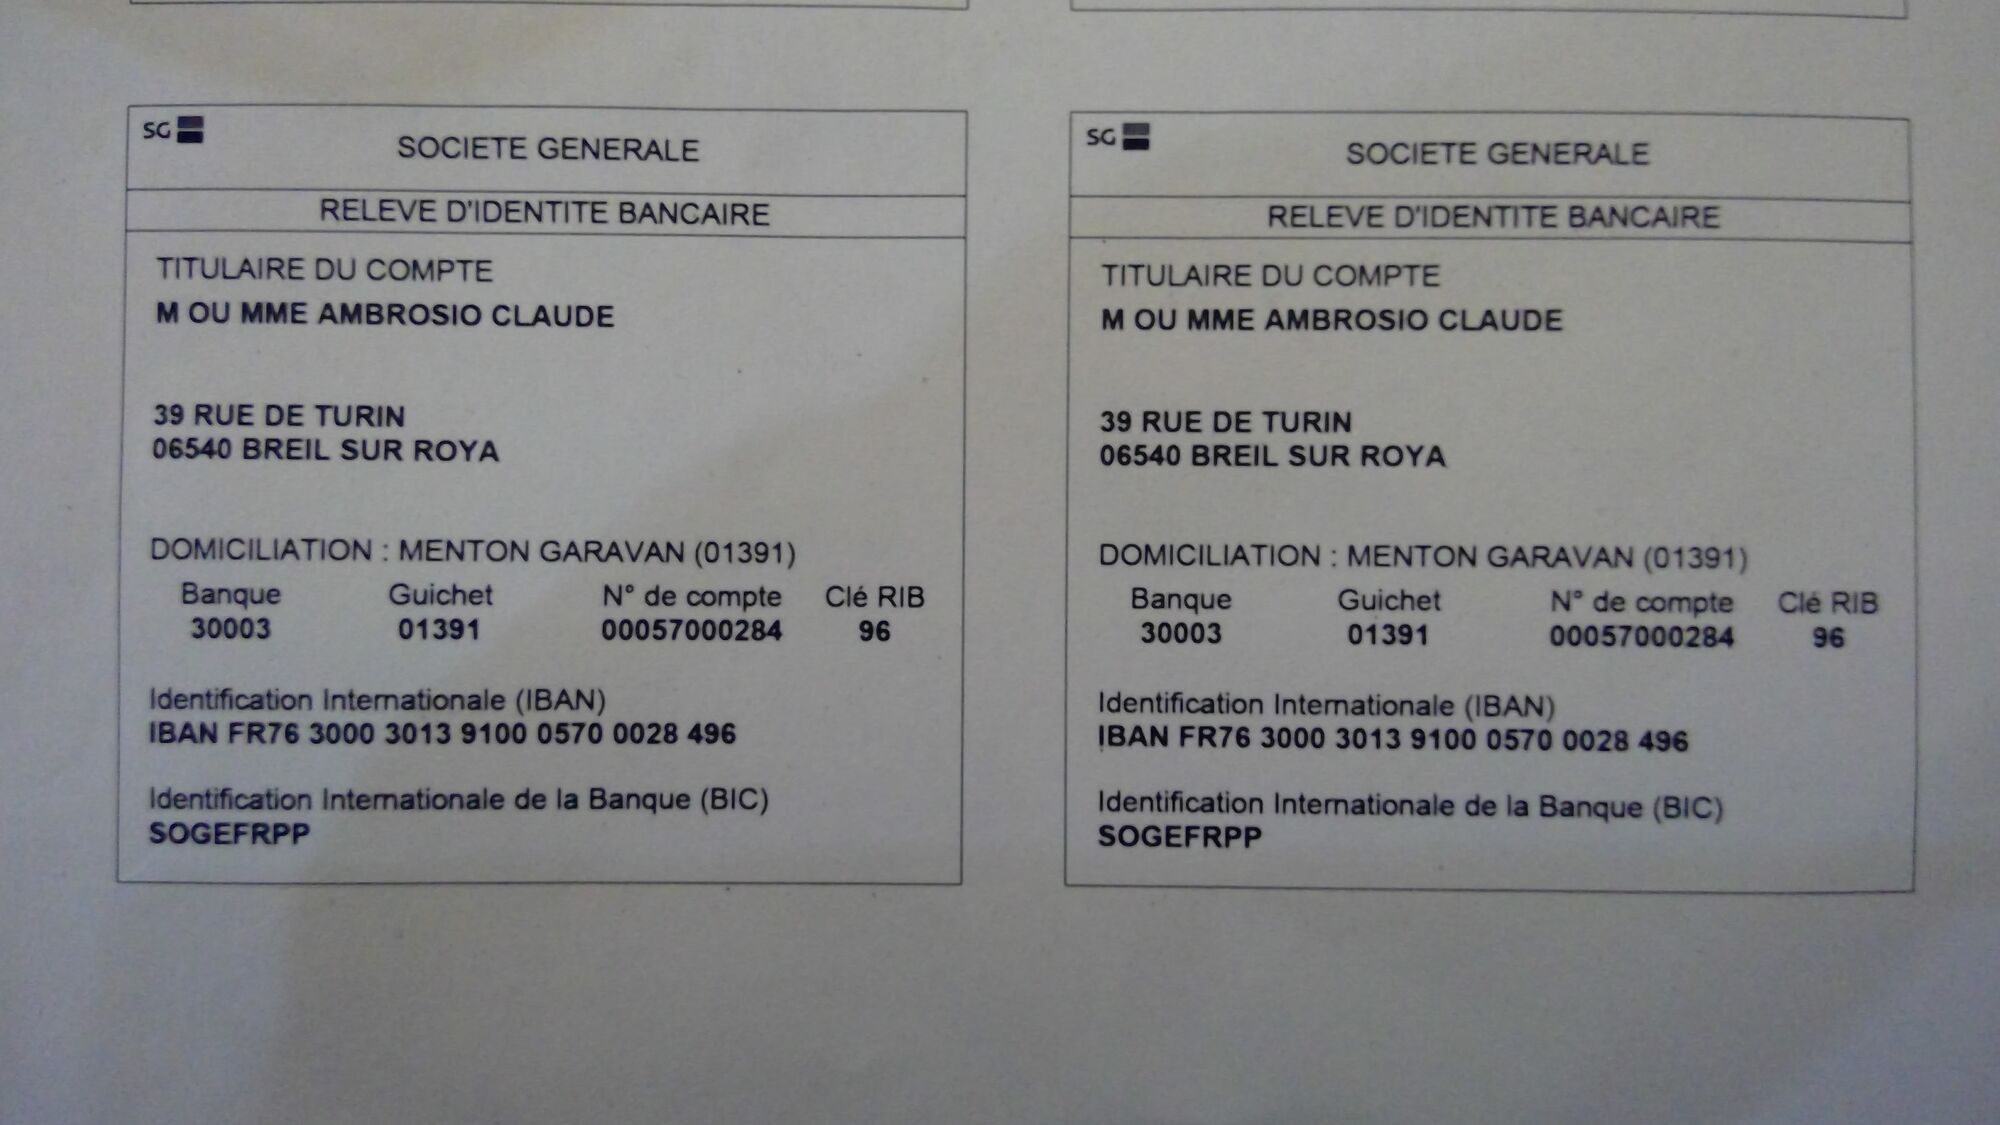 SG
SOCIETE GENERALE
RELEVE D'IDENTITE BANCAIRE
TITULAIRE DU COMPTE
M OU MME AMBROSIO CLAUDE
39 RUE DE TURIN
06540 BREIL SUR ROYA
DOMICILIATION : MENTON GARAVAN (01391)
Banque Guichet N° de compte Clé RIB
30003 01391 00057000284 96
Identification Internationale (IBAN)
IBAN FR76 3000 3013 9100 0570 0028 496
Identification Internationale de la Banque (BIC)
SOGEFRPP
SG
SOCIETE GENERALE
RELEVE D'IDENTITE BANCAIRE
TITULAIRE DU COMPTE
M OU MME AMBROSIO CLAUDE
39 RUE DE TURIN
06540 BREIL SUR ROYA
DOMICILIATION : MENTON GARAVAN (01391)
Banque Guichet N° de compte Clé RIB
30003 01391 00057000284 96
Identification Internationale (IBAN)
IBAN FR76 3000 3013 9100 0570 0028 496
Identification Internationale de la Banque (BIC)
SOGEFRPP